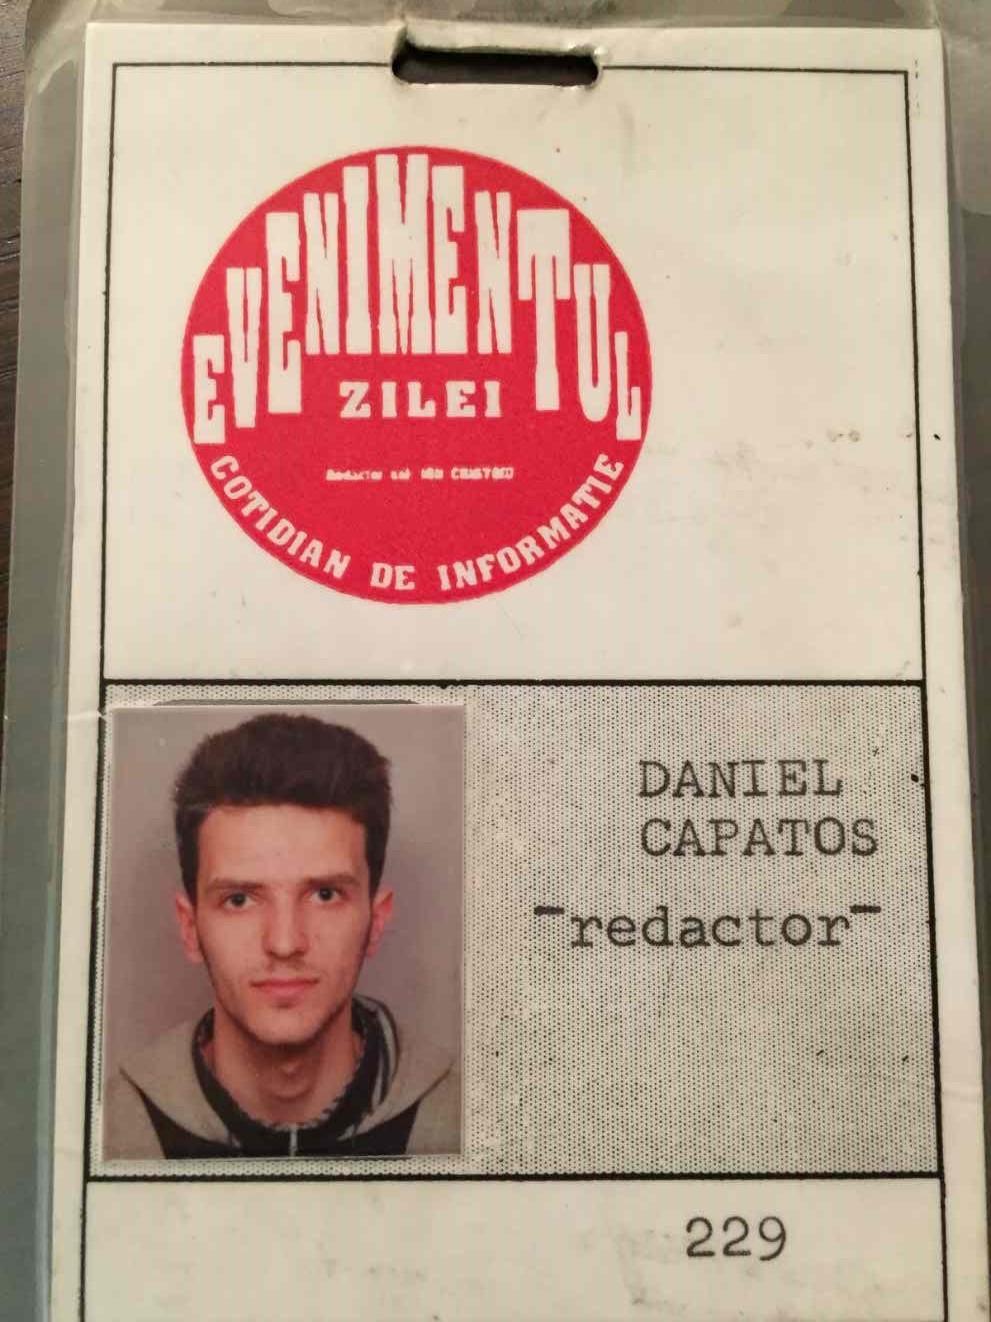 EVENIMENTUL
ZILEI
COTIDIAN DE INFORMATIE
DANIEL
CAPATOS
-redactor-
229